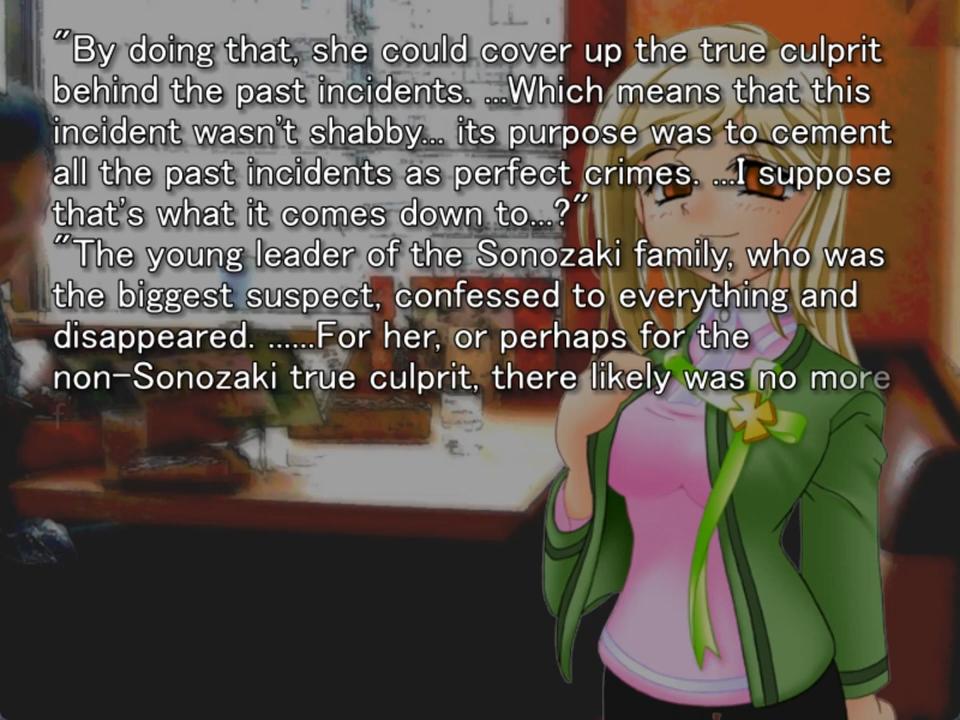 "By doing that, she could cover up the true culprit
behind the past incidents. ...Which means that this
incident wasn't shabby... its purpose was to cement
all the past incidents as perfect crimes. ...I suppose
that's what it comes down to...?"
"The young leader of the Sonozaki family, who was
the biggest suspect, confessed to everything and
disappeared. ......For her, or perhaps for the
non-Sonozaki true culprit, there likely was no more
f